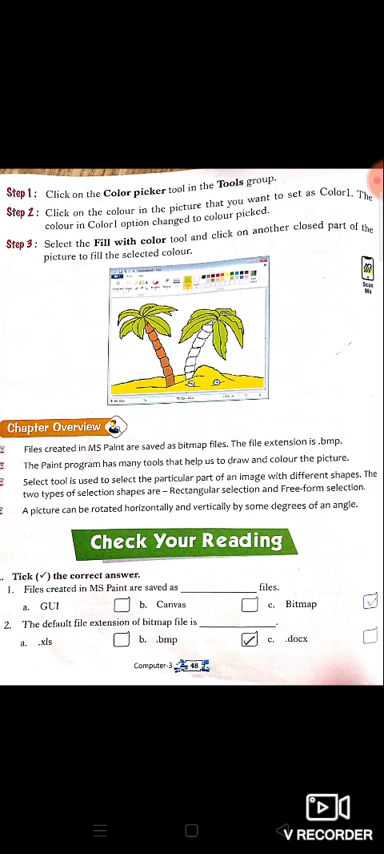 Step 1: Click on the Color picker tool in the Tools group.
Step 2: Click on the colour in the picture that you want to set as Color1. The
colour in Color1 option changed to colour picked.
Step 3: Select the Fill with color tool and click on another closed part of the
picture to fill the selected colour.
Scan
Me
Chapter Overview
Files created in MS Paint are saved as bitmap files. The file extension is .bmp.
The Paint program has many tools that help us to draw and colour the picture.
Select tool is used to select the particular part of an image with different shapes. The
two types of selection shapes are – Rectangular selection and Free-form selection.
A picture can be rotated horizontally and vertically by some degrees of an angle.
Check Your Reading
Tick (✓) the correct answer.
1. Files created in MS Paint are saved as ______________ files.
a. GUI b. Canvas c. Bitmap ✓
2. The default file extension of bitmap file is ______________.
a. .xls b. .bmp ✓ c. .docx
Computer-3 48
V RECORDER